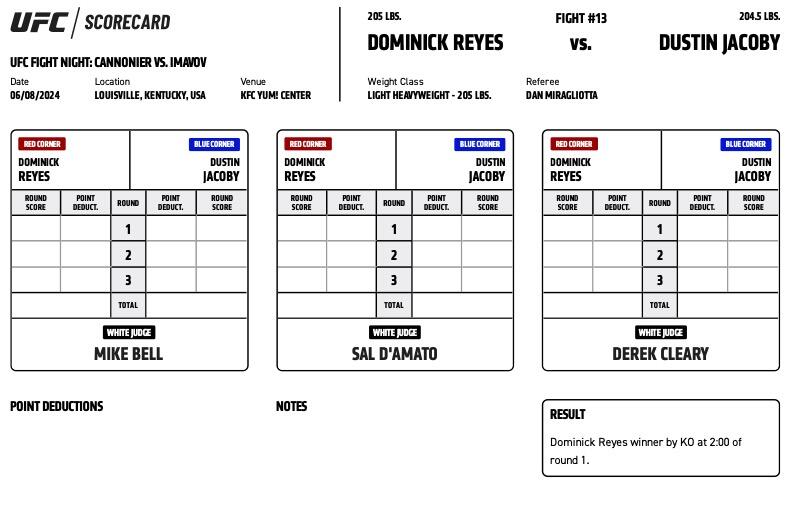 UFC SCORECARD
UFC FIGHT NIGHT: CANNONIER VS. IMAVOV
Date Location Venue
06/08/2024 LOUISVILLE, KENTUCKY, USA KFC YUM! CENTER
205 LBS. FIGHT #13 204.5 LBS.
DOMINICK REYES vs. DUSTIN JACOBY
Weight Class Referee
LIGHT HEAVYWEIGHT - 205 LBS. DAN MIRAGLIOTTA
RED CORNER BLUE CORNER
DOMINICK DUSTIN
REYES JACOBY
ROUND POINT ROUND POINT ROUND
SCORE DEDUCT. DEDUCT. SCORE
1
2
3
TOTAL
WHITE JUDGE
MIKE BELL
RED CORNER BLUE CORNER
DOMINICK DUSTIN
REYES JACOBY
ROUND POINT ROUND POINT ROUND
SCORE DEDUCT. DEDUCT. SCORE
1
2
3
TOTAL
WHITE JUDGE
SAL D'AMATO
RED CORNER BLUE CORNER
DOMINICK DUSTIN
REYES JACOBY
ROUND POINT ROUND POINT ROUND
SCORE DEDUCT. DEDUCT. SCORE
1
2
3
TOTAL
WHITE JUDGE
DEREK CLEARY
POINT DEDUCTIONS
NOTES
RESULT
Dominick Reyes winner by KO at 2:00 of
round 1.